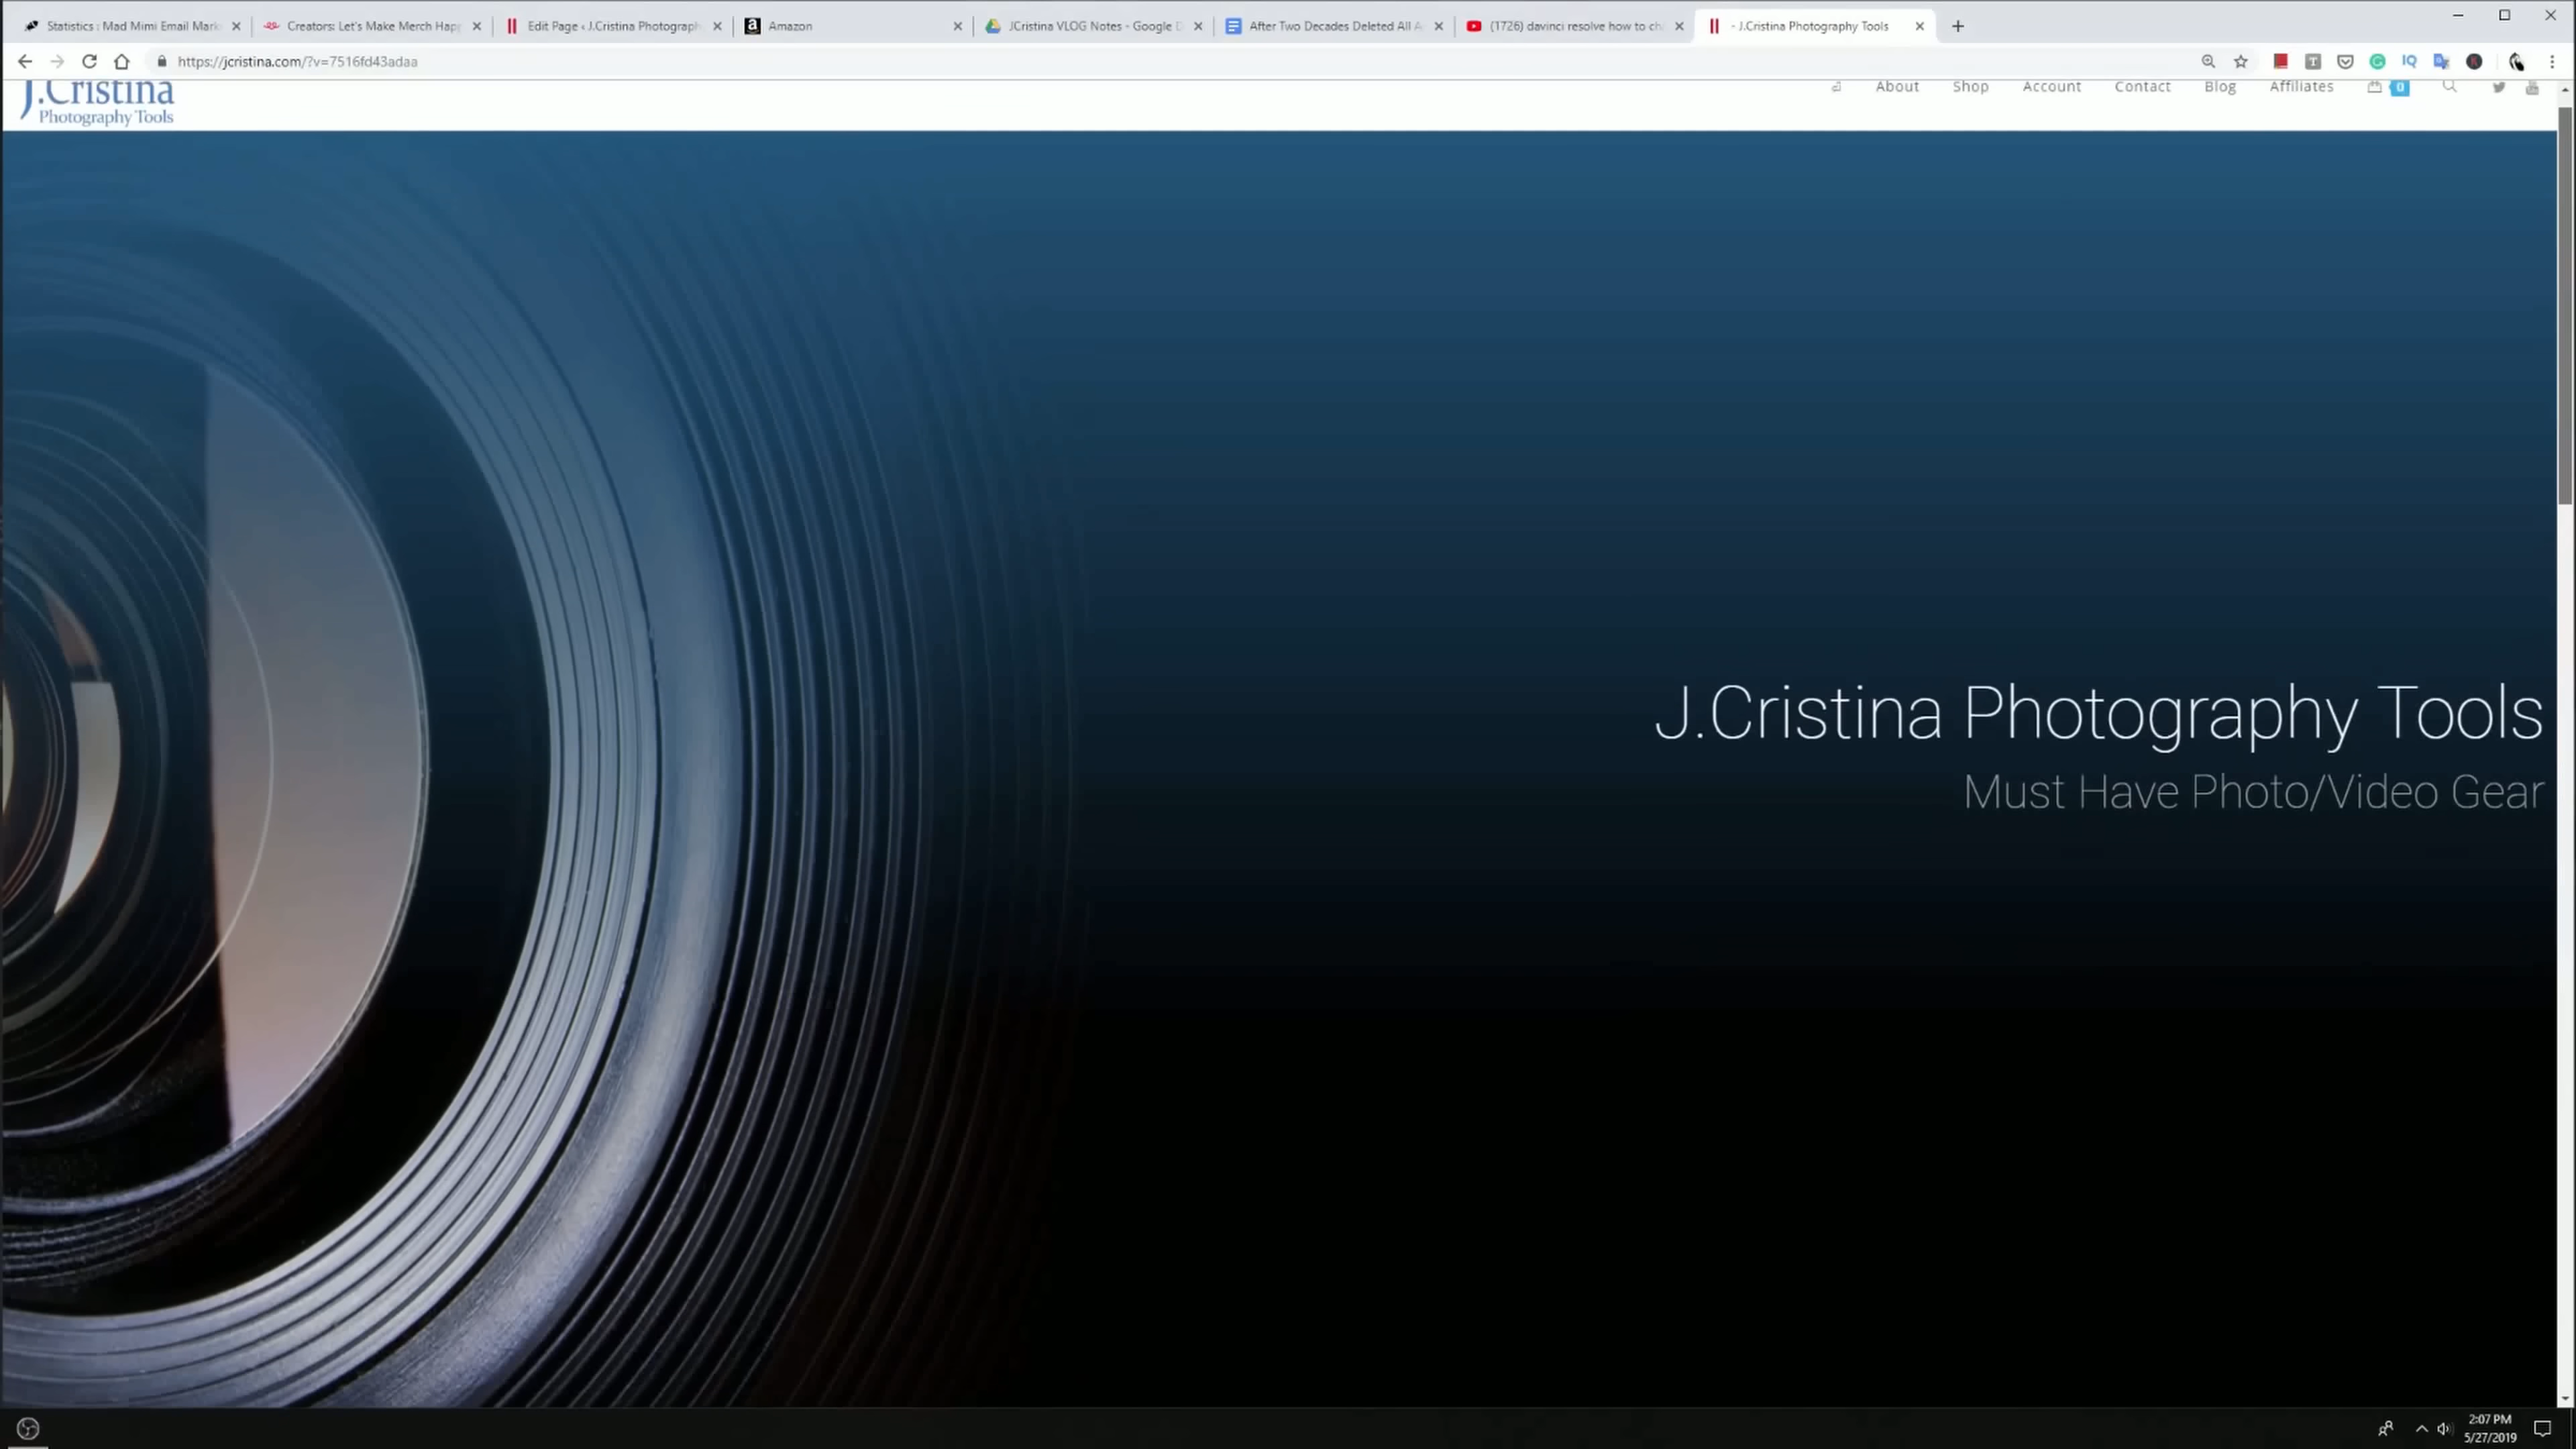 Statistics : Mad Mimi Email Mark
Creators: Let's Make Merch Happ
Edit Page ‹ J.Cristina Photograph
Amazon
JCristina VLOG Notes - Google D
After Two Decades Deleted All A
(1726) davinci resolve how to ch
- J.Cristina Photography Tools
https://jcristina.com/?v=7516fd43adaa
J.Cristina
Photography Tools
About
Shop
Account
Contact
Blog
Affiliates
0
J.Cristina Photography Tools
Must Have Photo/Video Gear
2:07 PM
5/27/2019